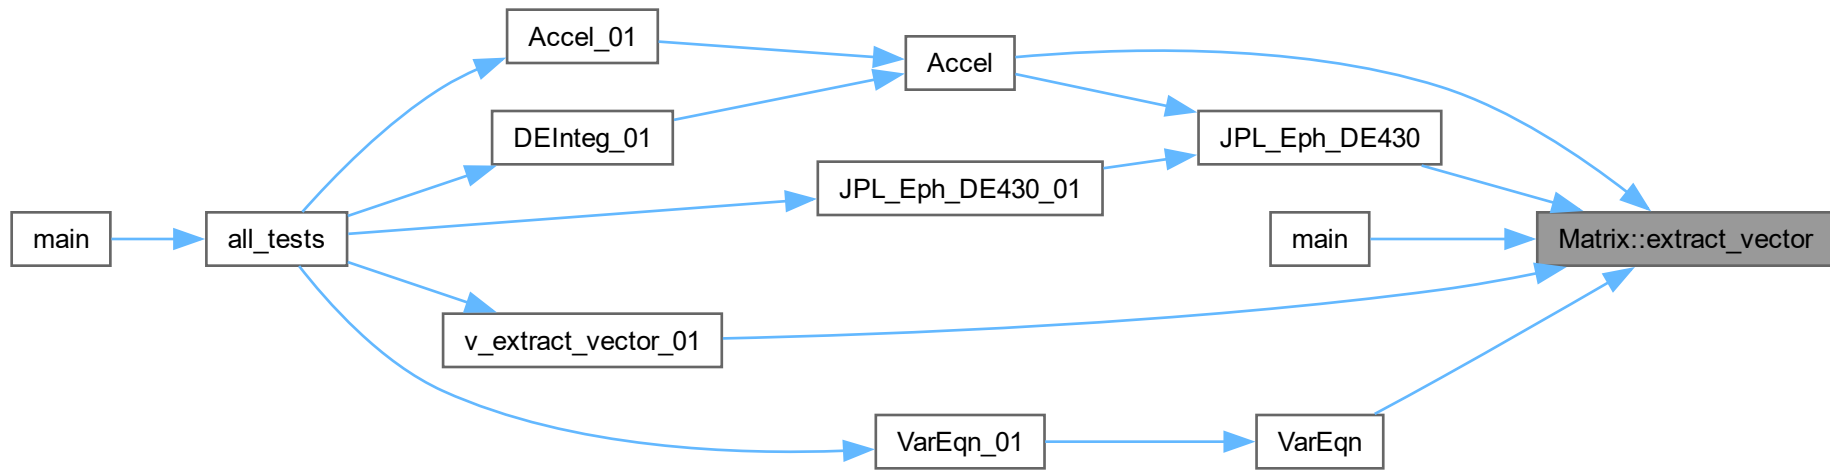 Accel_01
Accel
DEInteg_01
JPL_Eph_DE430
JPL_Eph_DE430_01
main
all_tests
main
Matrix::extract_vector
v_extract_vector_01
VarEqn_01
VarEqn